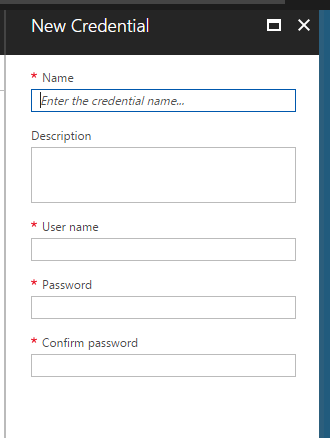 New Credential
* Name
Enter the credential name...
Description
* User name
* Password
* Confirm password